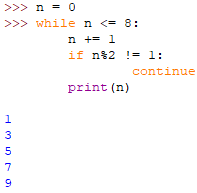 >>> n = 0
>>> while n <= 8:
        n += 1
        if n%2 != 1:
                continue
        print(n)

1
3
5
7
9